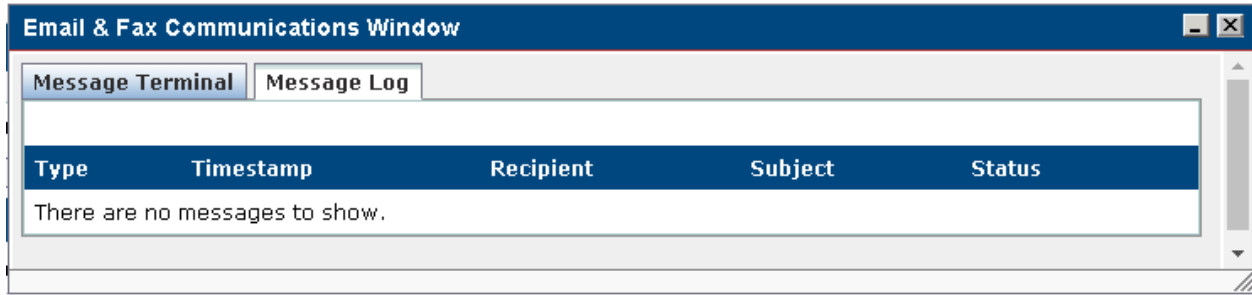 Email & Fax Communications Window
Message Terminal Message Log
Type Timestamp Recipient Subject Status
There are no messages to show.